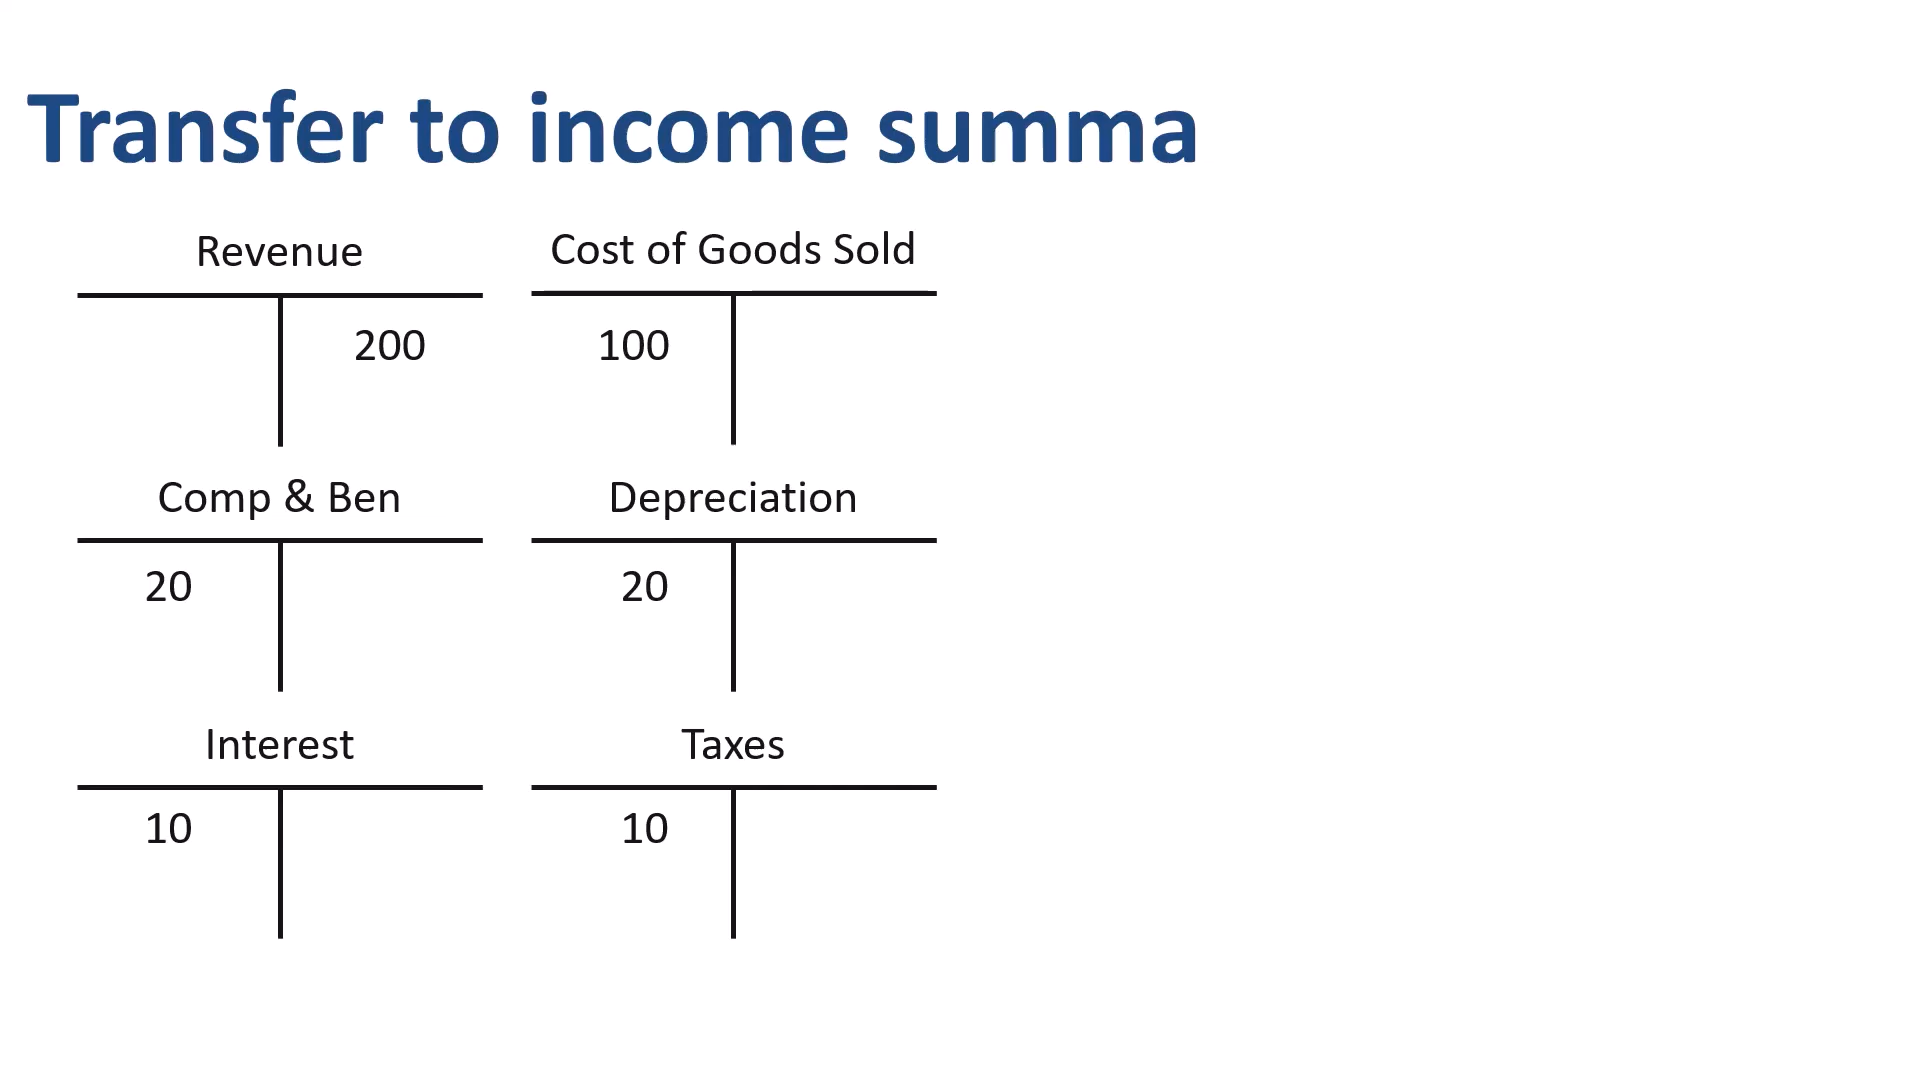 Transfer to income summa
Revenue
200
Cost of Goods Sold
100
Comp & Ben
20
Depreciation
20
Interest
10
Taxes
10